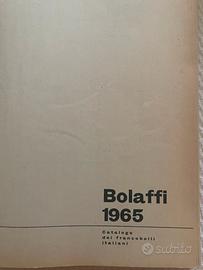 Bolaffi
1965
Catalogo
dei francobolli
italiani
subito